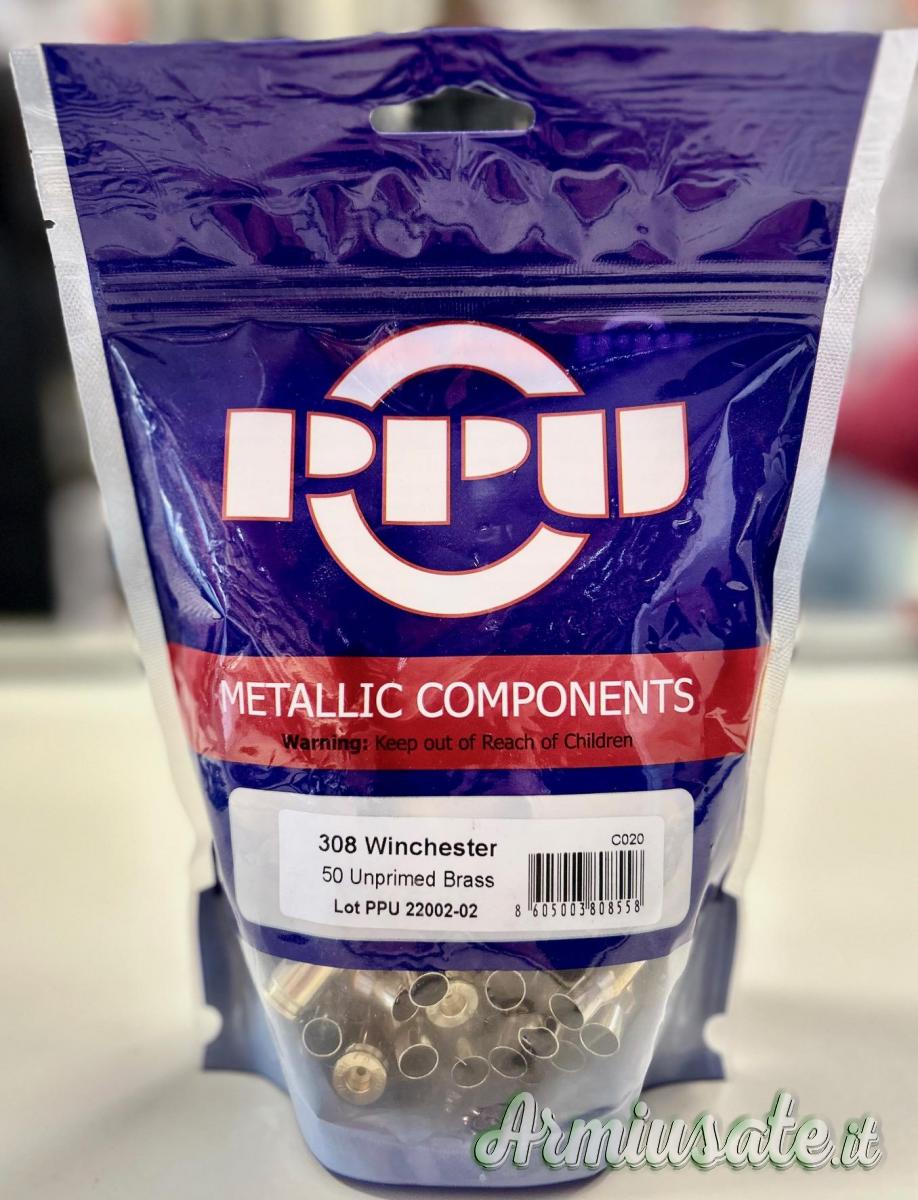 PPU
METALLIC COMPONENTS
Warning: Keep out of Reach of Children
308 Winchester
C020
50 Unprimed Brass
Lot PPU 22002-02
8 605003 808558
Armiusate.it